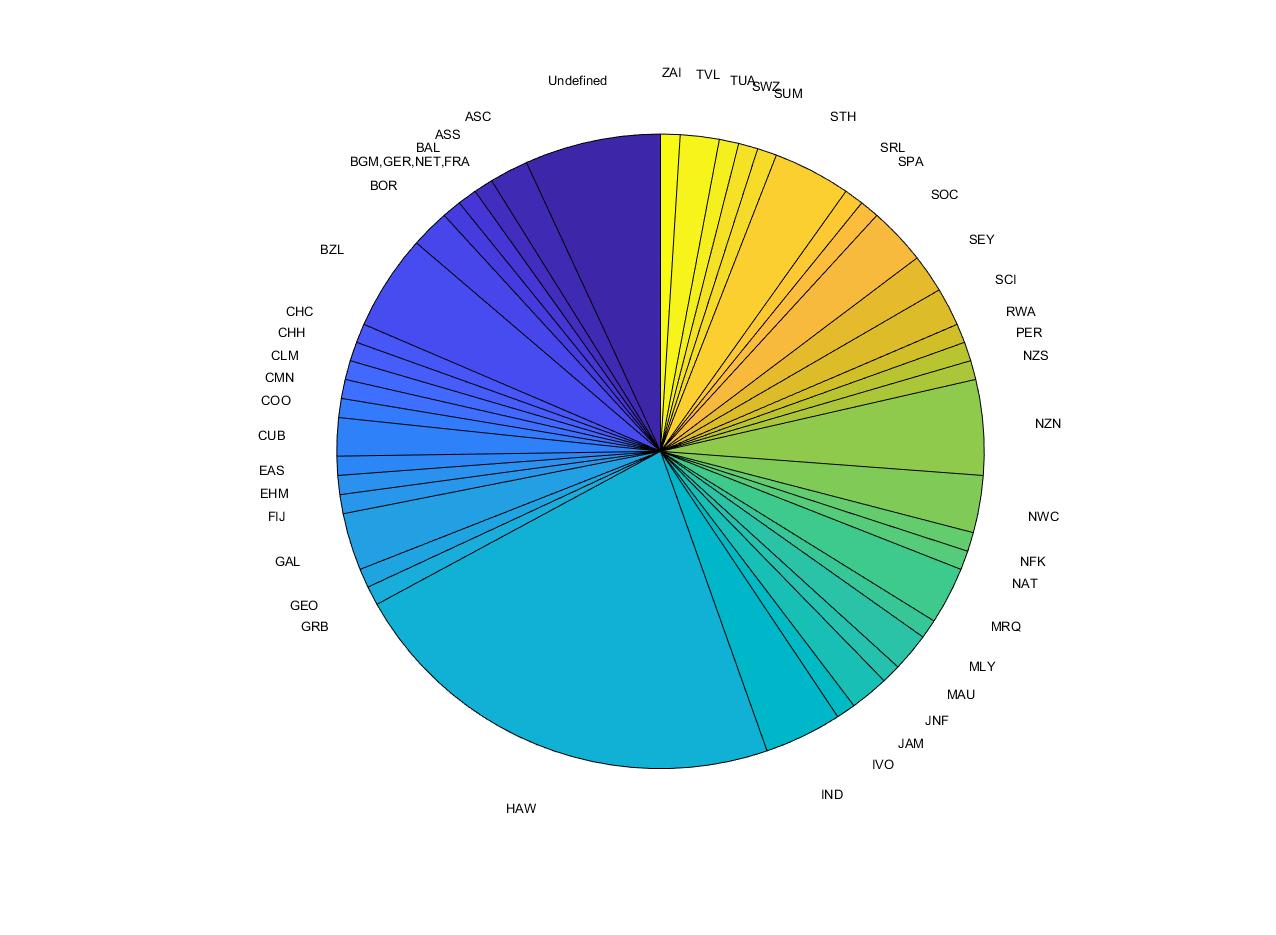 Undefined
ZAI
TVL
TUA
SWZ
SUM
STH
SRL
SPA
SOC
SEY
SCI
RWA
PER
NZS
NZN
NWC
NFK
NAT
MRQ
MLY
MAU
JNF
JAM
IVO
IND
HAW
GRB
GEO
GAL
FIJ
EHM
EAS
CUB
COO
CMN
CLM
CHH
CHC
BZL
BOR
BGM,GER,NET,FRA
BAL
ASS
ASC